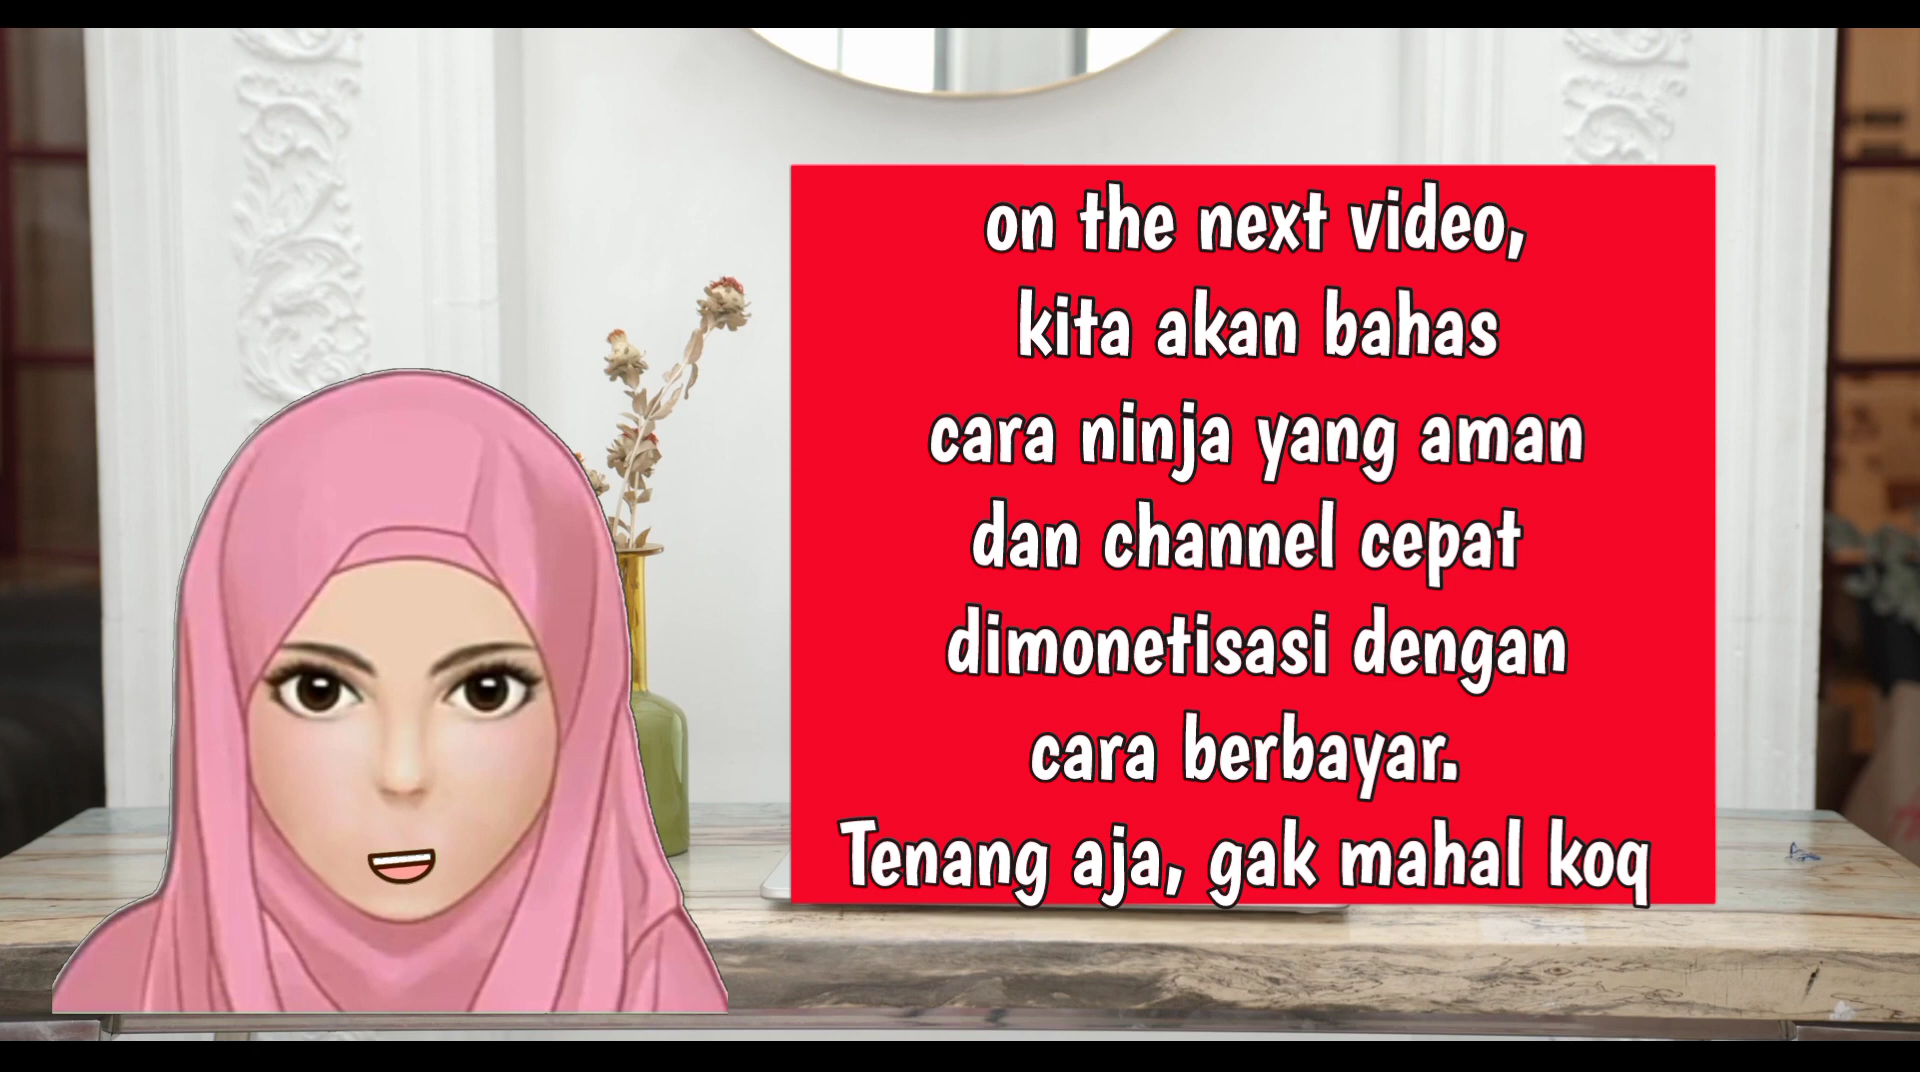 on the next video,
kita akan bahas
cara ninja yang aman
dan channel cepat
dimonetisasi dengan
cara berbayar.
Tenang aja, gak mahal koq